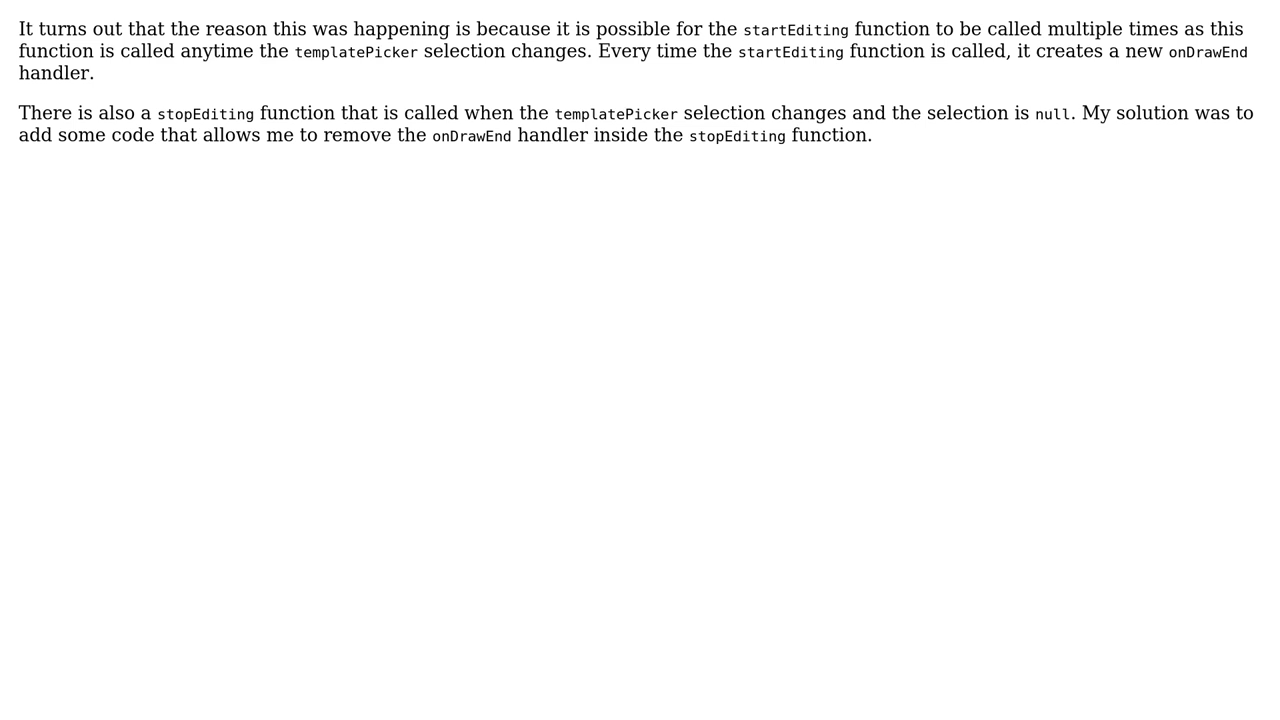 It turns out that the reason this was happening is because it is possible for the startEditing function to be called multiple times as this
function is called anytime the templatePicker selection changes. Every time the startEditing function is called, it creates a new onDrawEnd
handler.
There is also a stopEditing function that is called when the templatePicker selection changes and the selection is null. My solution was to
add some code that allows me to remove the onDrawEnd handler inside the stopEditing function.